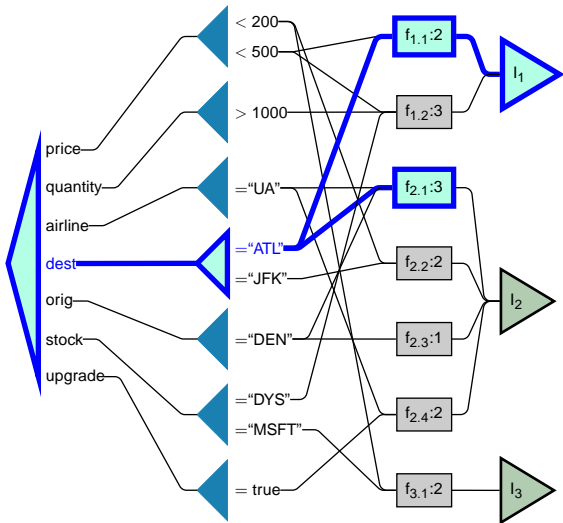 price
quantity
airline
dest
orig
stock
upgrade
< 200
< 500
> 1000
=“UA”
=“ATL”
=“JFK”
=“DEN”
=“DYS”
=“MSFT”
= true
f1.1:2
f1.2:3
f2.1:3
f2.2:2
f2.3:1
f2.4:2
f3.1:2
I1
I2
I3